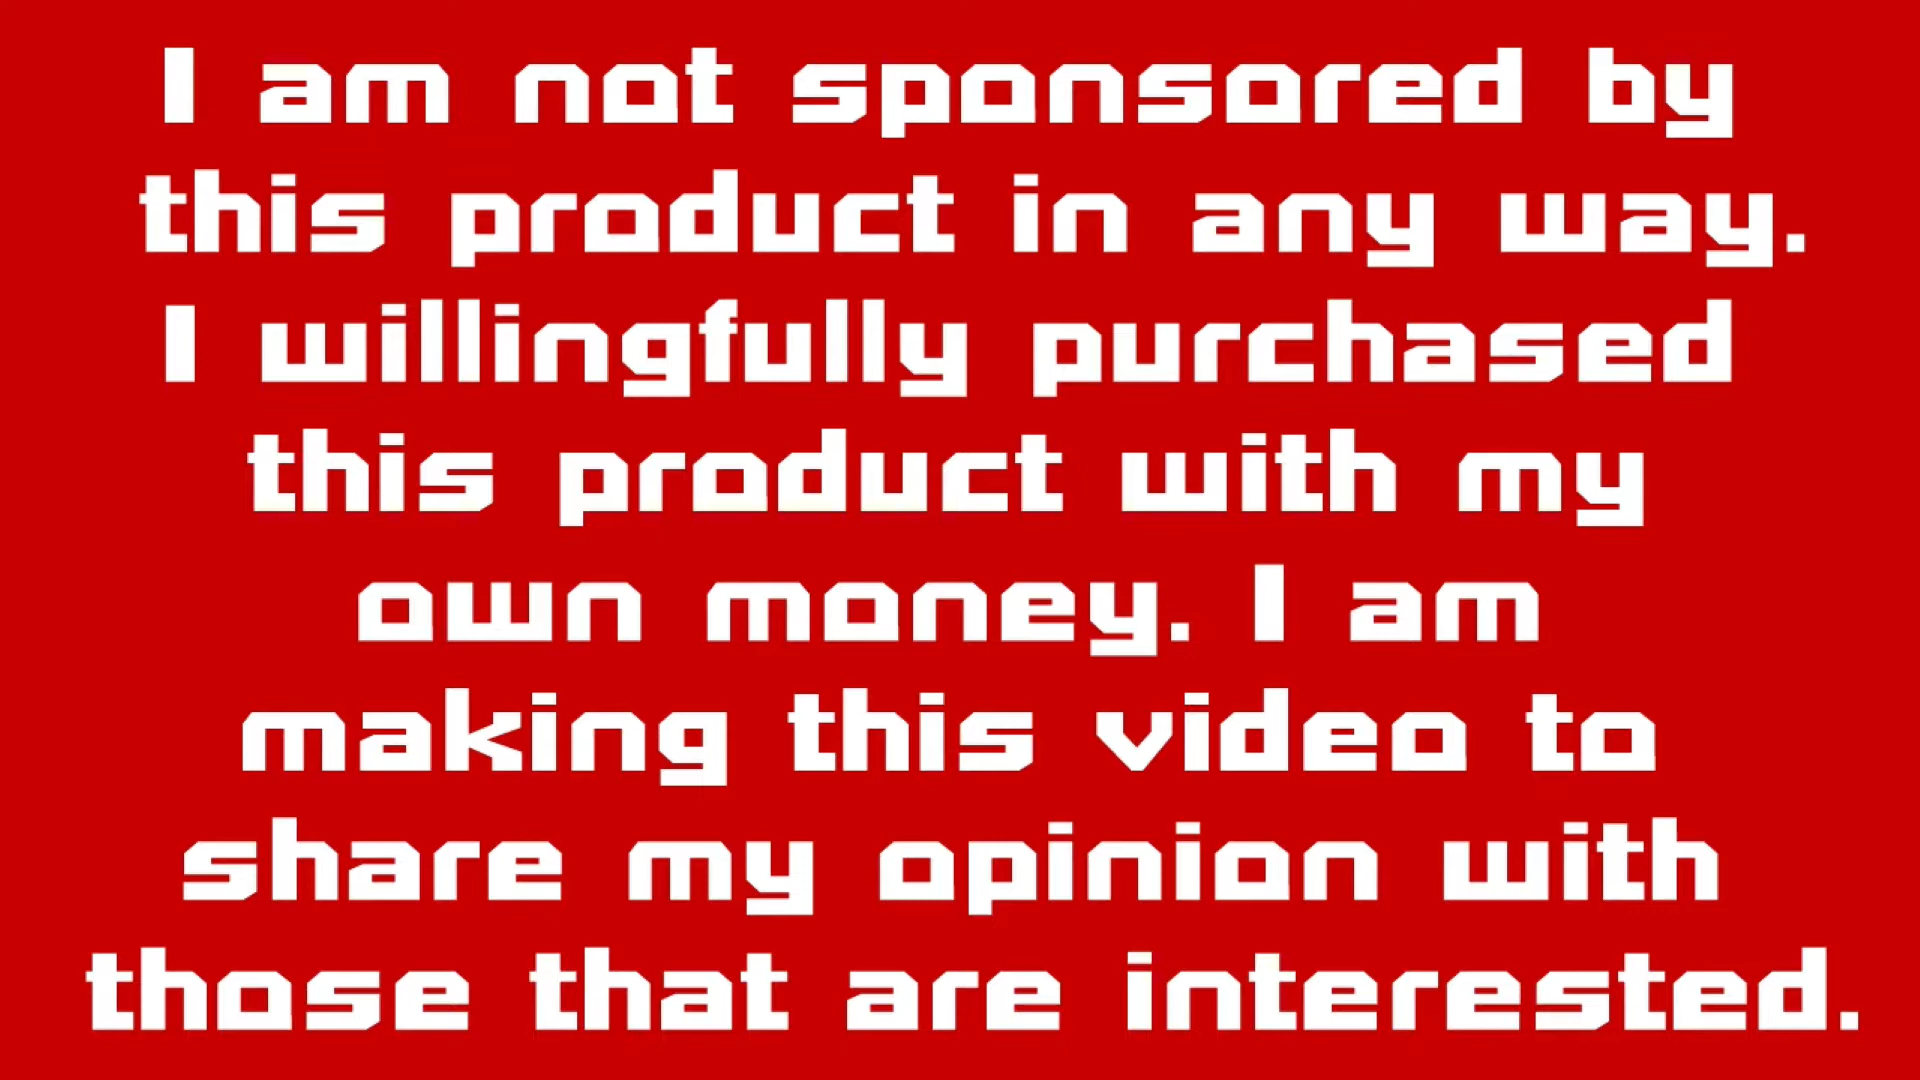 I am not sponsored by
this product in any way.
I willingfully purchased
this product with my
own money. I am
making this video to
share my opinion with
those that are interested.